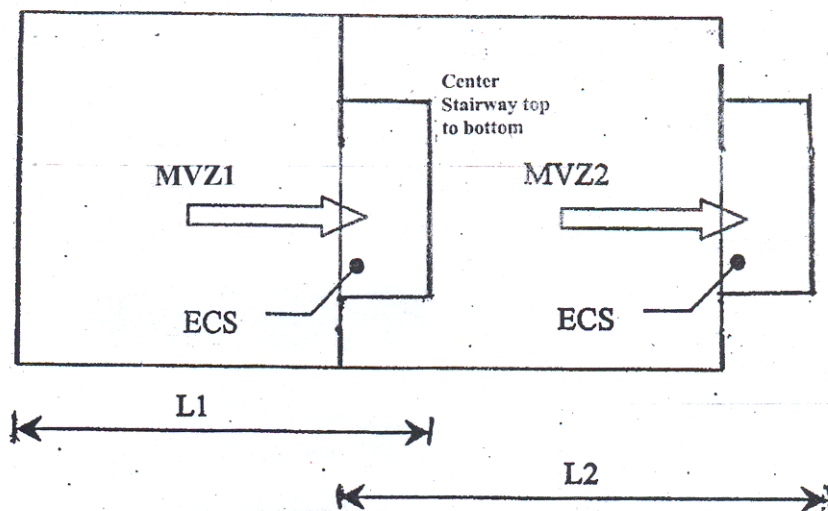 Center
Stairway top
to bottom
MVZ1
MVZ2
ECS
ECS
L1
L2